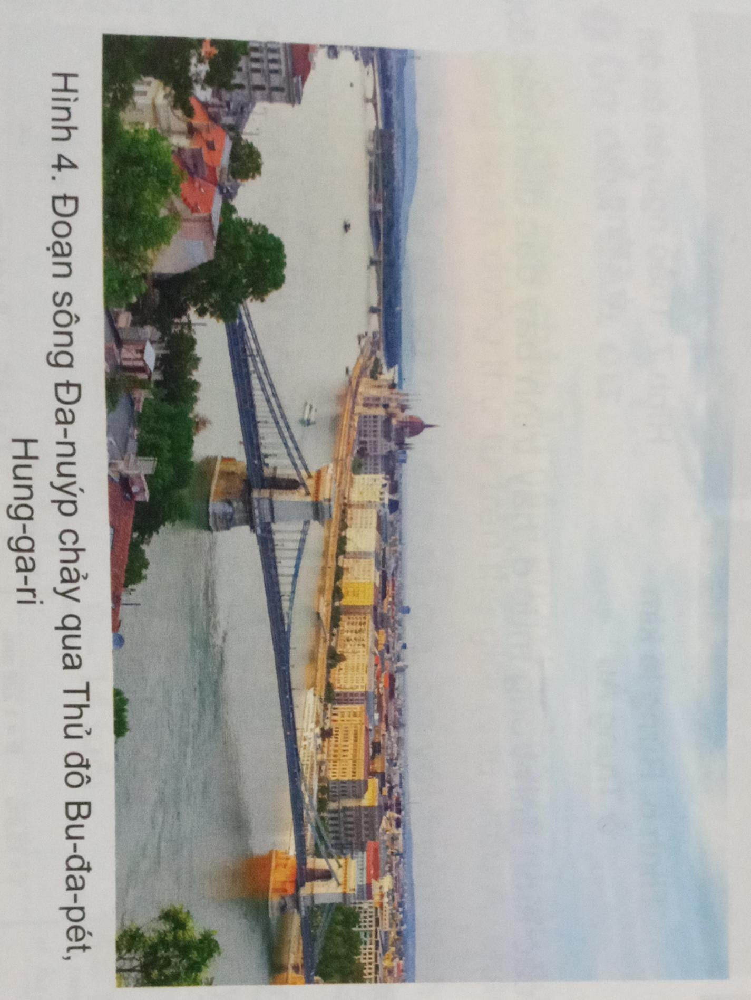 Hình 4. Đoạn sông Đa-nuýp chảy qua Thủ đô Bu-đa-pét,
Hung-ga-ri